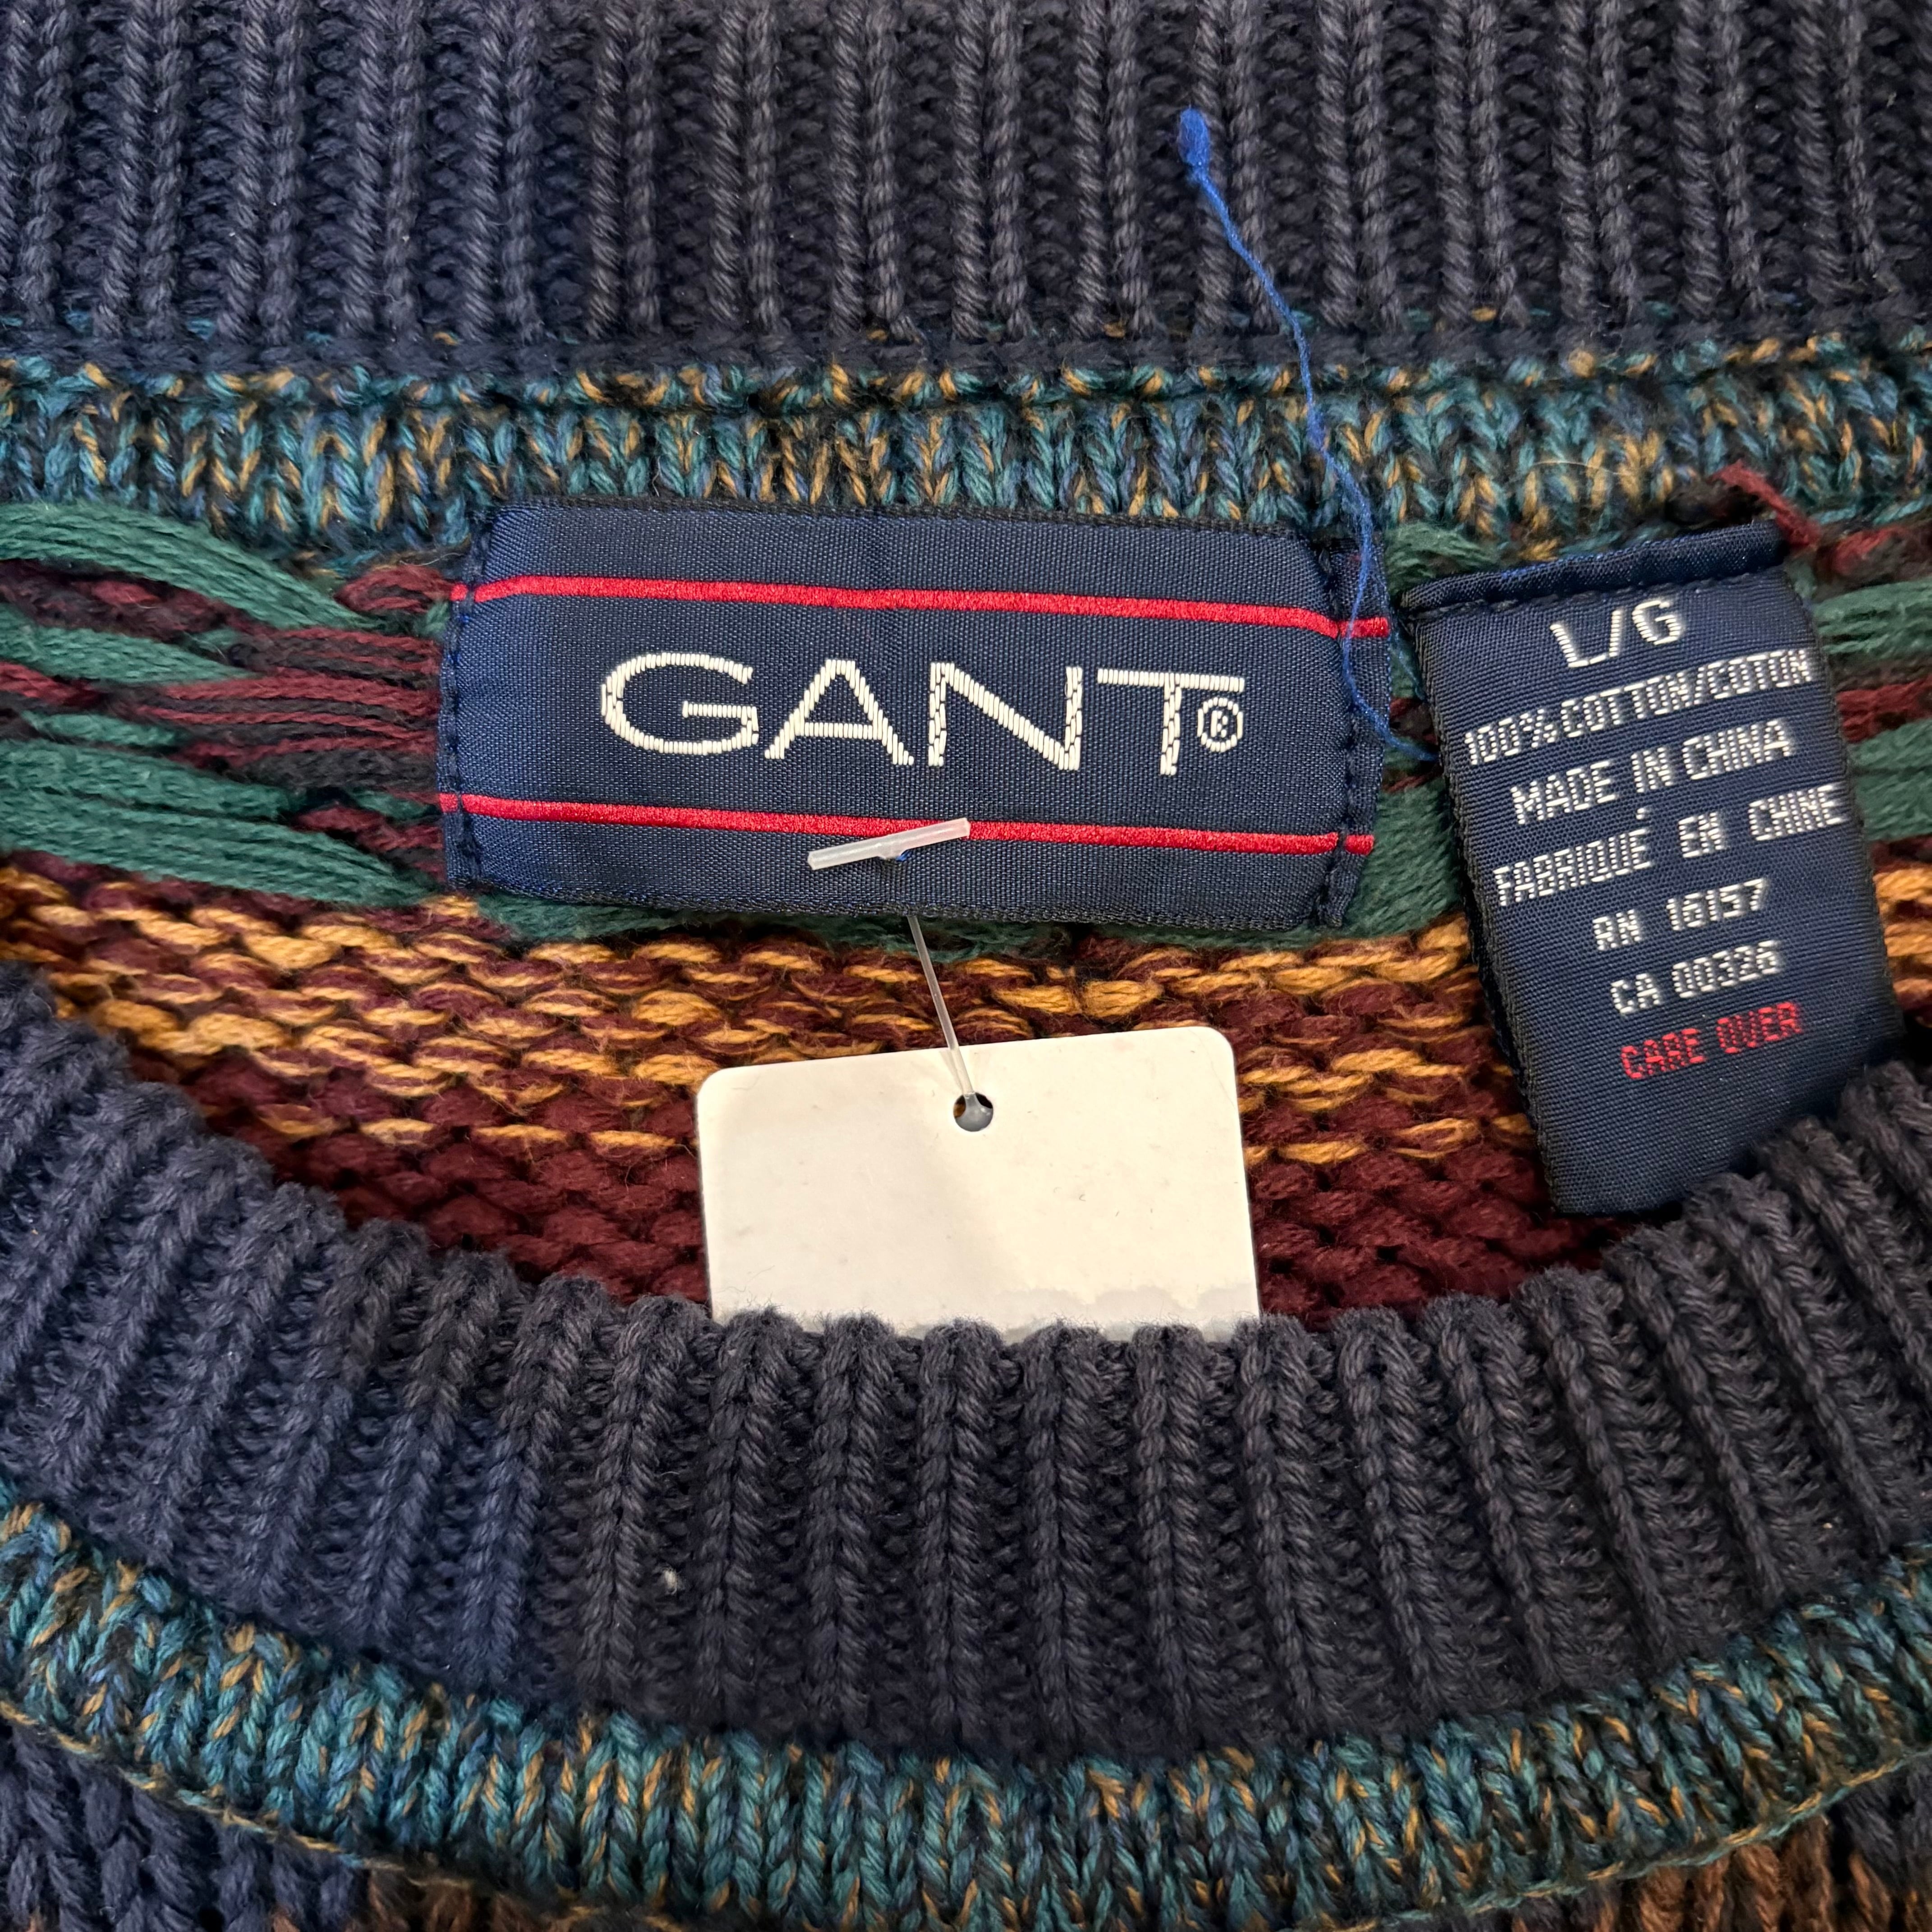 GANT®
L/G
100% COTTON/COTON
MADE IN CHINA
FABRIQUÉ EN CHINE
RN 16157
CA 00326
CARE OVER